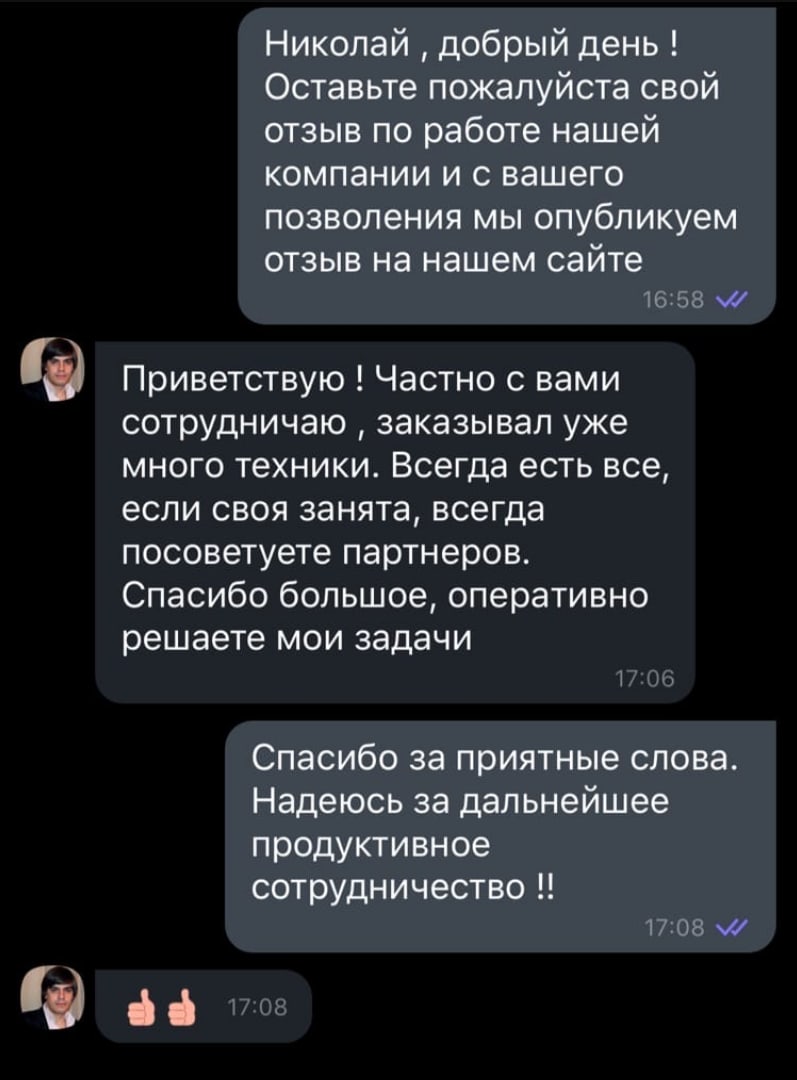 Николай , добрый день !
Оставьте пожалуйста свой
отзыв по работе нашей
компании и с вашего
позволения мы опубликуем
отзыв на нашем сайте
16:58
Приветствую ! Частно с вами
сотрудничаю , заказывал уже
много техники. Всегда есть все,
если своя занята, всегда
посоветуете партнеров.
Спасибо большое, оперативно
решаете мои задачи
17:06
Спасибо за приятные слова.
Надеюсь за дальнейшее
продуктивное
сотрудничество !!
17:08
👍👍 17:08